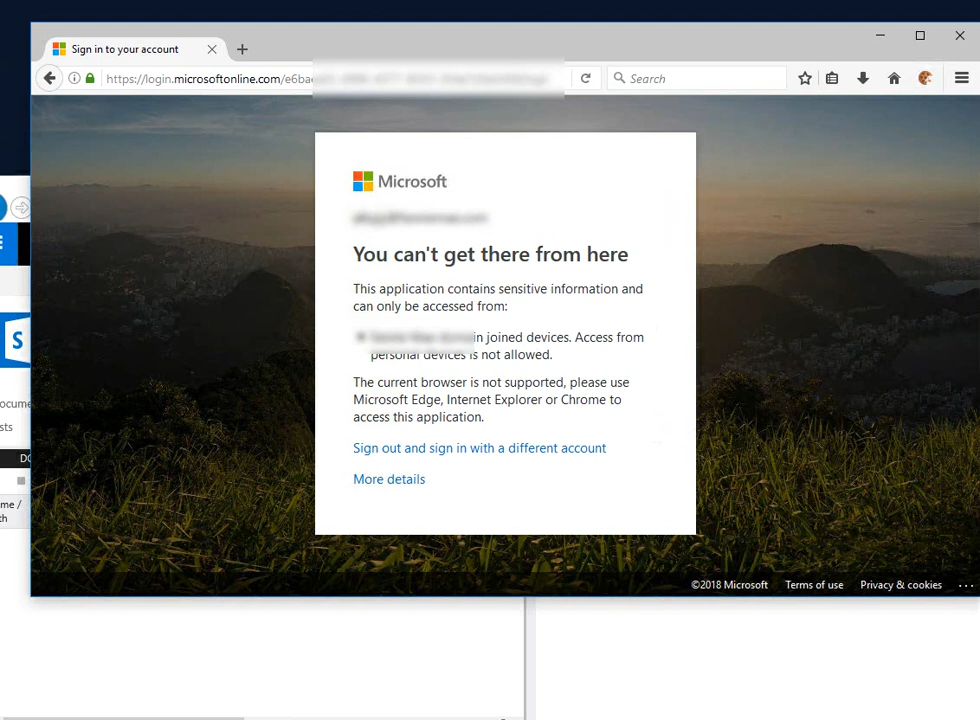 Sign in to your account
https://login.microsoftonline.com/e6ba
Search
Microsoft
You can't get there from here
This application contains sensitive information and
can only be accessed from:
in joined devices. Access from
personal devices is not allowed.
The current browser is not supported, please use
Microsoft Edge, Internet Explorer or Chrome to
access this application.
Sign out and sign in with a different account
More details
S
ocume
sts
DO
me /
th
©2018 Microsoft
Terms of use
Privacy & cookies